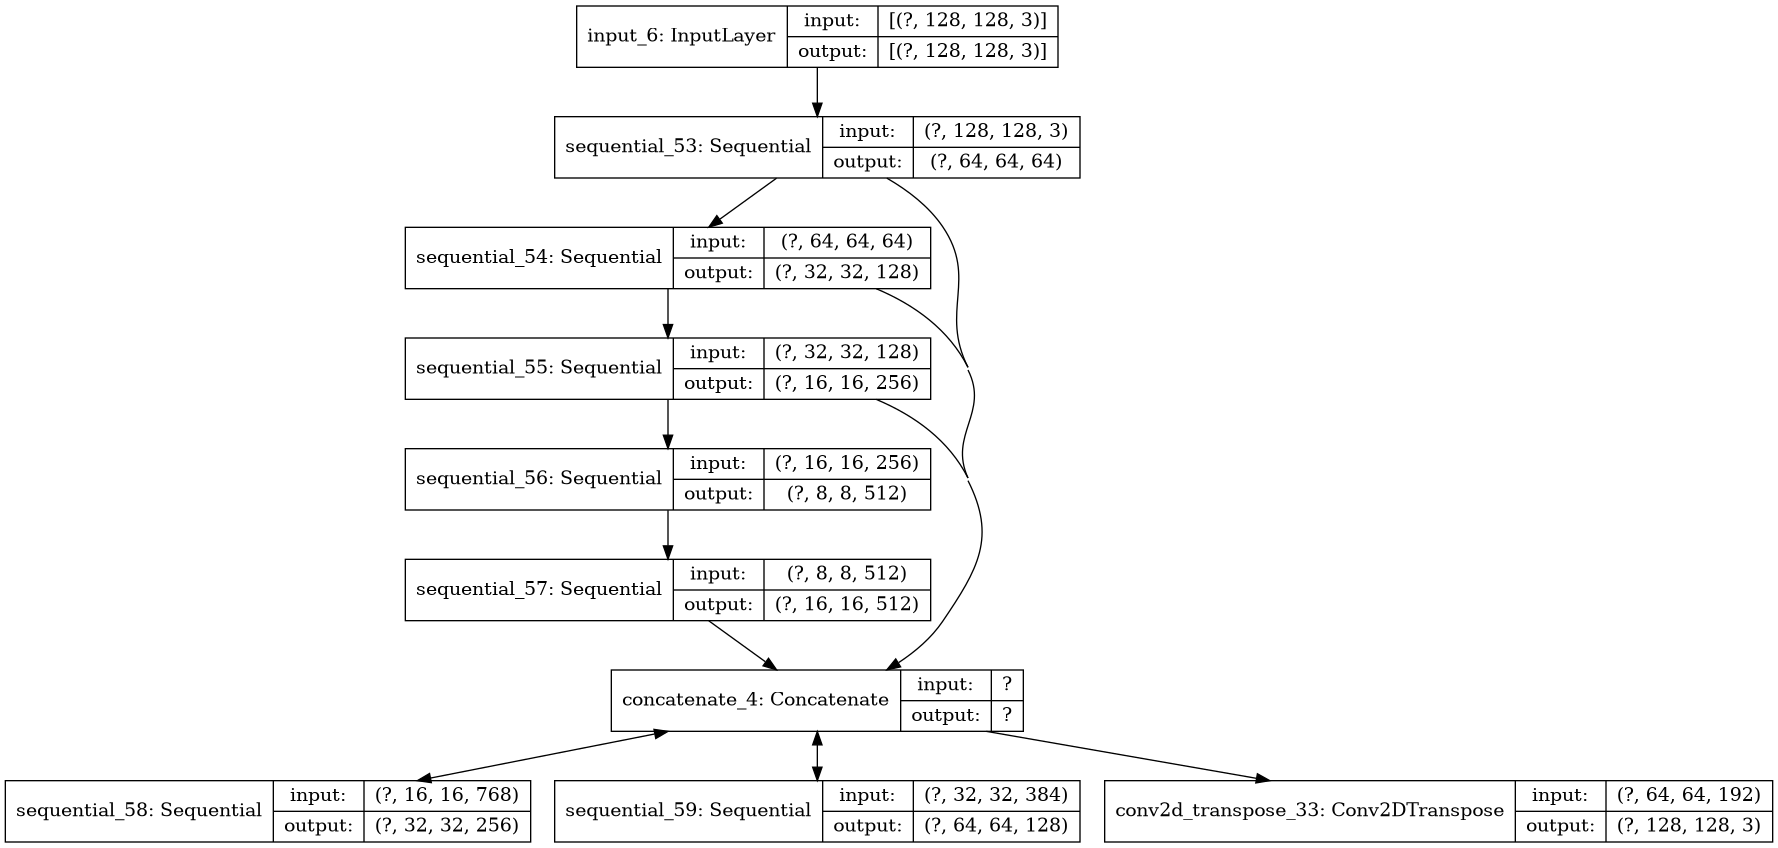 input_6: InputLayer
input: [(?, 128, 128, 3)]
output: [(?, 128, 128, 3)]
sequential_53: Sequential
input: (?, 128, 128, 3)
output: (?, 64, 64, 64)
sequential_54: Sequential
input: (?, 64, 64, 64)
output: (?, 32, 32, 128)
sequential_55: Sequential
input: (?, 32, 32, 128)
output: (?, 16, 16, 256)
sequential_56: Sequential
input: (?, 16, 16, 256)
output: (?, 8, 8, 512)
sequential_57: Sequential
input: (?, 8, 8, 512)
output: (?, 16, 16, 512)
concatenate_4: Concatenate
input: ?
output: ?
sequential_58: Sequential
input: (?, 16, 16, 768)
output: (?, 32, 32, 256)
sequential_59: Sequential
input: (?, 32, 32, 384)
output: (?, 64, 64, 128)
conv2d_transpose_33: Conv2DTranspose
input: (?, 64, 64, 192)
output: (?, 128, 128, 3)